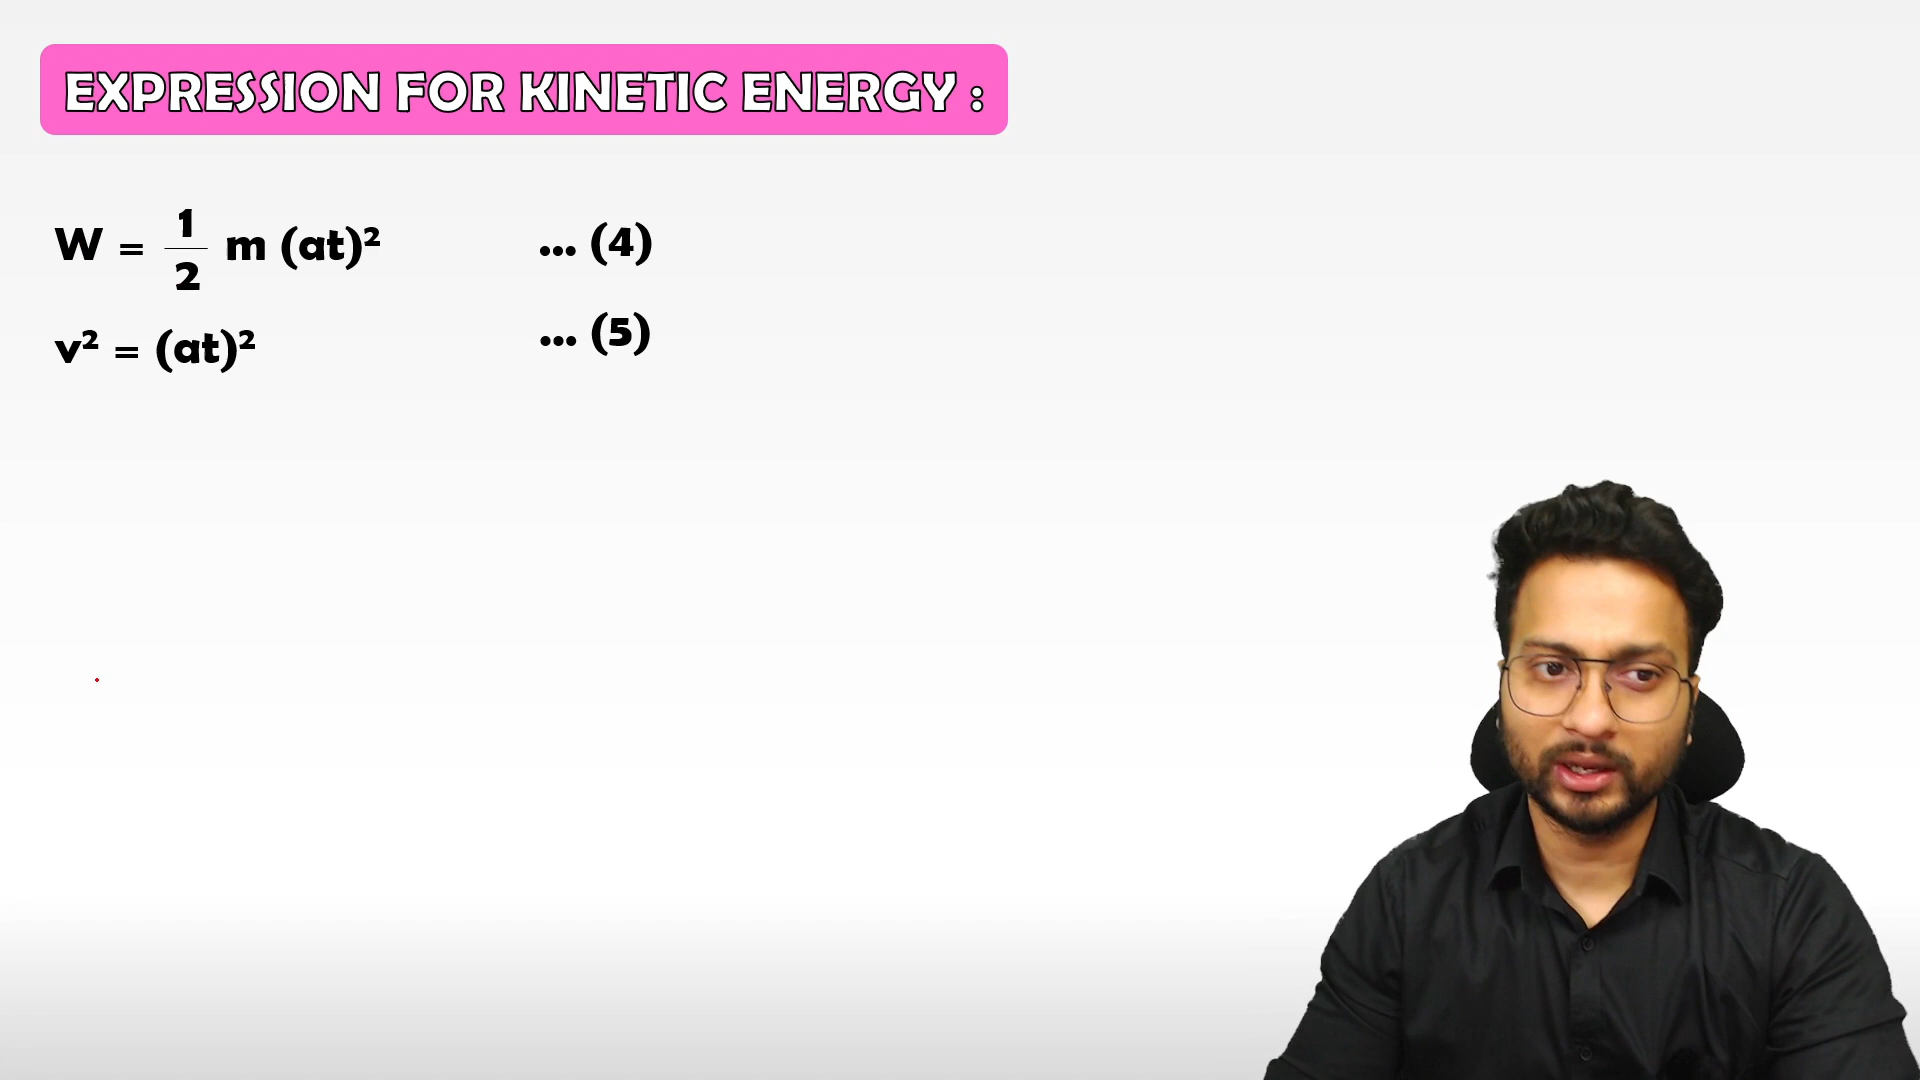 EXPRESSION FOR KINETIC ENERGY :
W = 1/2 m (at)² ... (4)
v² = (at)² ... (5)